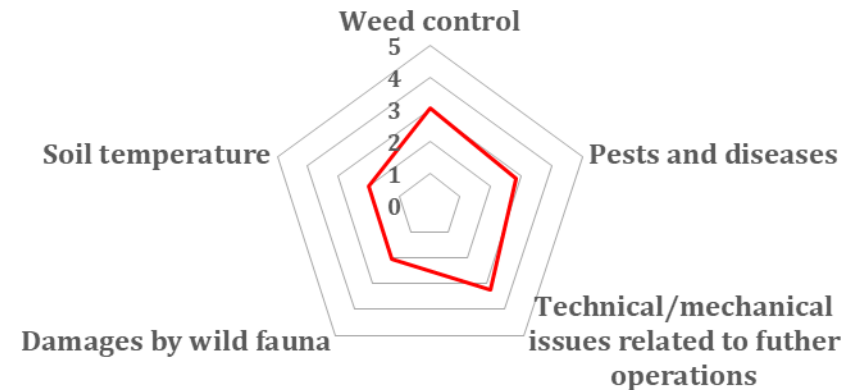 Weed control
5
4
3
2
1
0
Soil temperature
Pests and diseases
Damages by wild fauna
Technical/mechanical
issues related to futher
operations